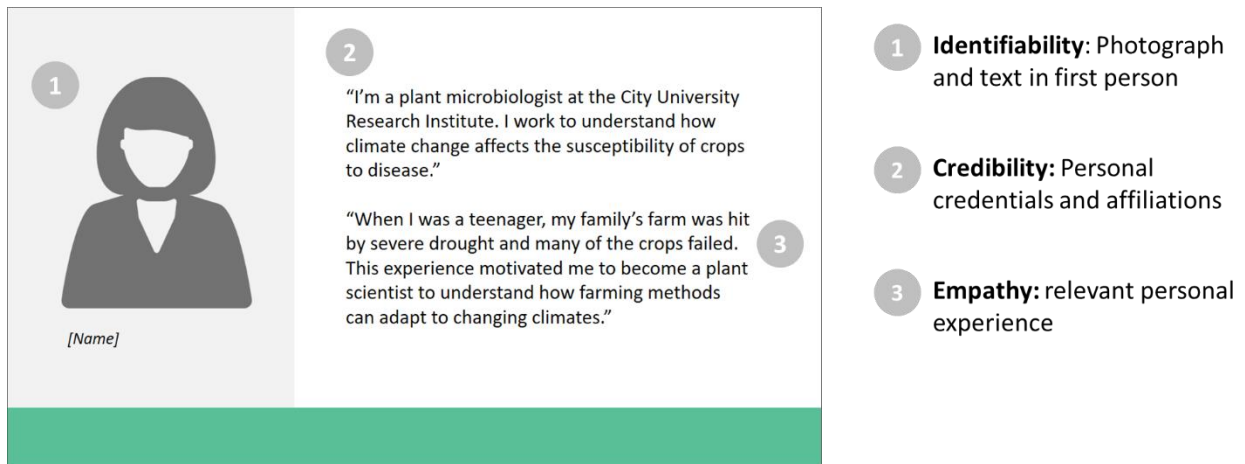 1
2
“I’m a plant microbiologist at the City University
Research Institute. I work to understand how
climate change affects the susceptibility of crops
to disease.”
“When I was a teenager, my family’s farm was hit
by severe drought and many of the crops failed.
This experience motivated me to become a plant
scientist to understand how farming methods
can adapt to changing climates.”
3
[Name]
1 Identifiability: Photograph
and text in first person
2 Credibility: Personal
credentials and affiliations
3 Empathy: relevant personal
experience